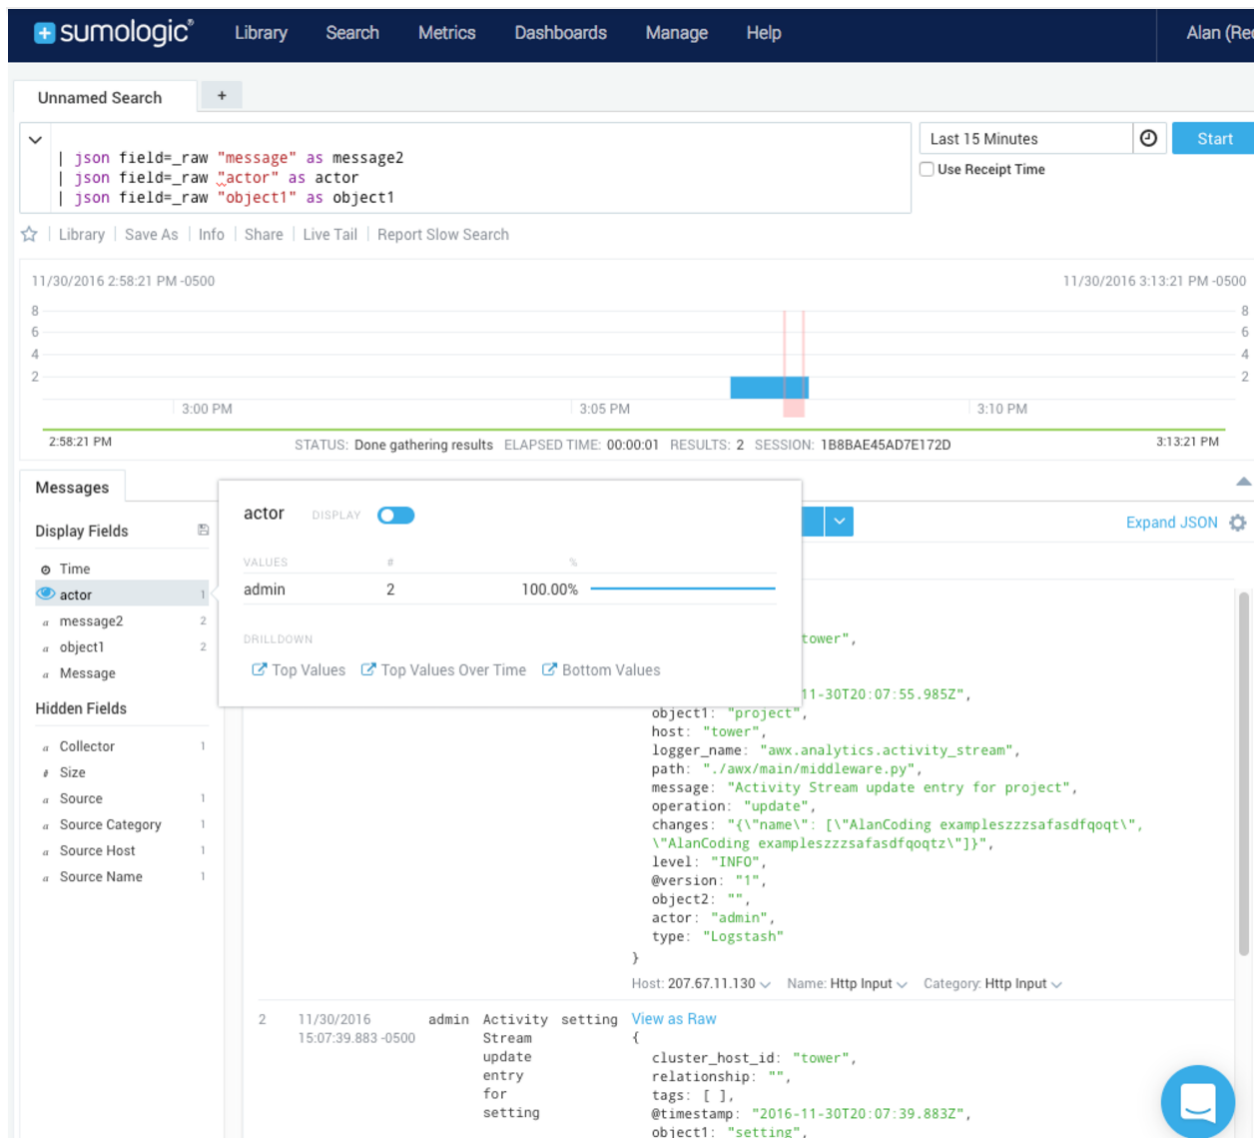 sumologic® Library Search Metrics Dashboards Manage Help Alan (Rec
Unnamed Search +
| json field=_raw "message" as message2
| json field=_raw "actor" as actor
| json field=_raw "object1" as object1
Last 15 Minutes Start
Use Receipt Time
Library | Save As | Info | Share | Live Tail | Report Slow Search
11/30/2016 2:58:21 PM -0500 11/30/2016 3:13:21 PM -0500
8 8
6 6
4 4
2 2
3:00 PM 3:05 PM 3:10 PM
2:58:21 PM STATUS: Done gathering results ELAPSED TIME: 00:00:01 RESULTS: 2 SESSION: 1B8BAE45AD7E172D 3:13:21 PM
Messages
Display Fields
Time
actor 1
a message2 2
a object1 2
a Message
Hidden Fields
a Collector 1
# Size
a Source 1
a Source Category 1
a Source Host 1
a Source Name 1
actor DISPLAY
VALUES # %
admin 2 100.00%
DRILLDOWN
Top Values Top Values Over Time Bottom Values
Expand JSON
tower",
11-30T20:07:55.985Z",
object1: "project",
host: "tower",
logger_name: "awx.analytics.activity_stream",
path: "./awx/main/middleware.py",
message: "Activity Stream update entry for project",
operation: "update",
changes: "{\"name\": [\"AlanCoding exampleszzzsafasdfqoqt\",
\"AlanCoding exampleszzzsafasdfqoqtz\"]}",
level: "INFO",
@version: "1",
object2: "",
actor: "admin",
type: "Logstash"
}
Host: 207.67.11.130 Name: Http Input Category: Http Input
2 11/30/2016 admin Activity setting View as Raw
15:07:39.883 -0500 Stream {
update cluster_host_id: "tower",
entry relationship: "",
for tags: [ ],
setting @timestamp: "2016-11-30T20:07:39.883Z",
object1: "setting",